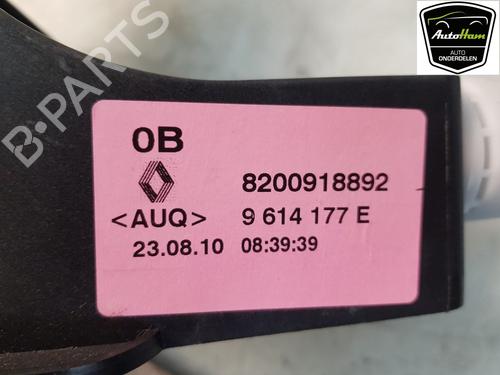 AutoHam
AUTO
ONDERDELEN
B-PARTS
0B
8200918892
<AUQ> 9 614 177 E
23.08.10 08:39:39